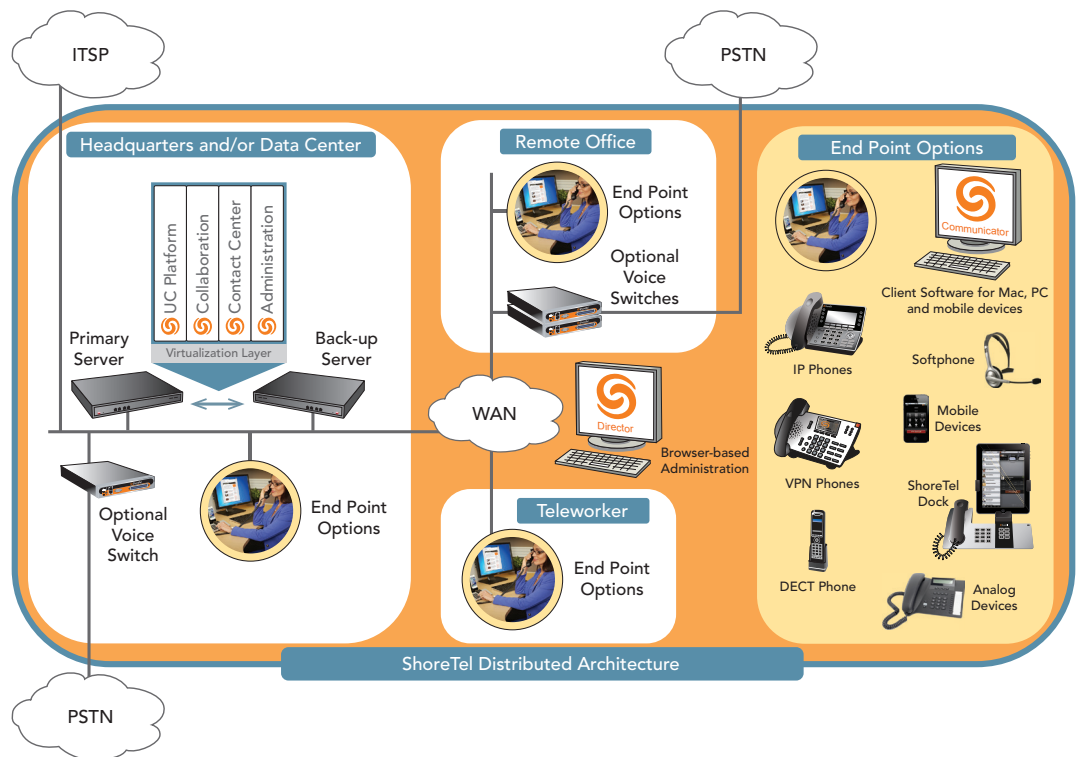 ITSP
PSTN
Headquarters and/or Data Center
UC Platform
Collaboration
Contact Center
Administration
Virtualization Layer
Primary
Server
Back-up
Server
Optional
Voice
Switch
End Point
Options
PSTN
Remote Office
End Point
Options
Optional
Voice
Switches
WAN
Director
Browser-based
Administration
Teleworker
End Point
Options
End Point Options
Communicator
Client Software for Mac, PC
and mobile devices
IP Phones
Softphone
Mobile
Devices
VPN Phones
ShoreTel
Dock
DECT Phone
Analog
Devices
ShoreTel Distributed Architecture